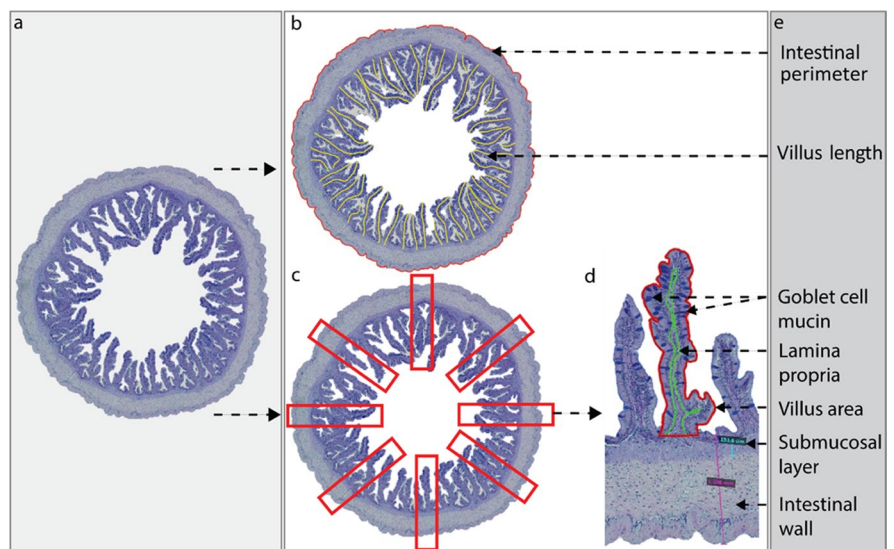 a
b
c
d
e
Intestinal
perimeter
Villus length
Goblet cell
mucin
Lamina
propria
Villus area
Submucosal
layer
Intestinal
wall